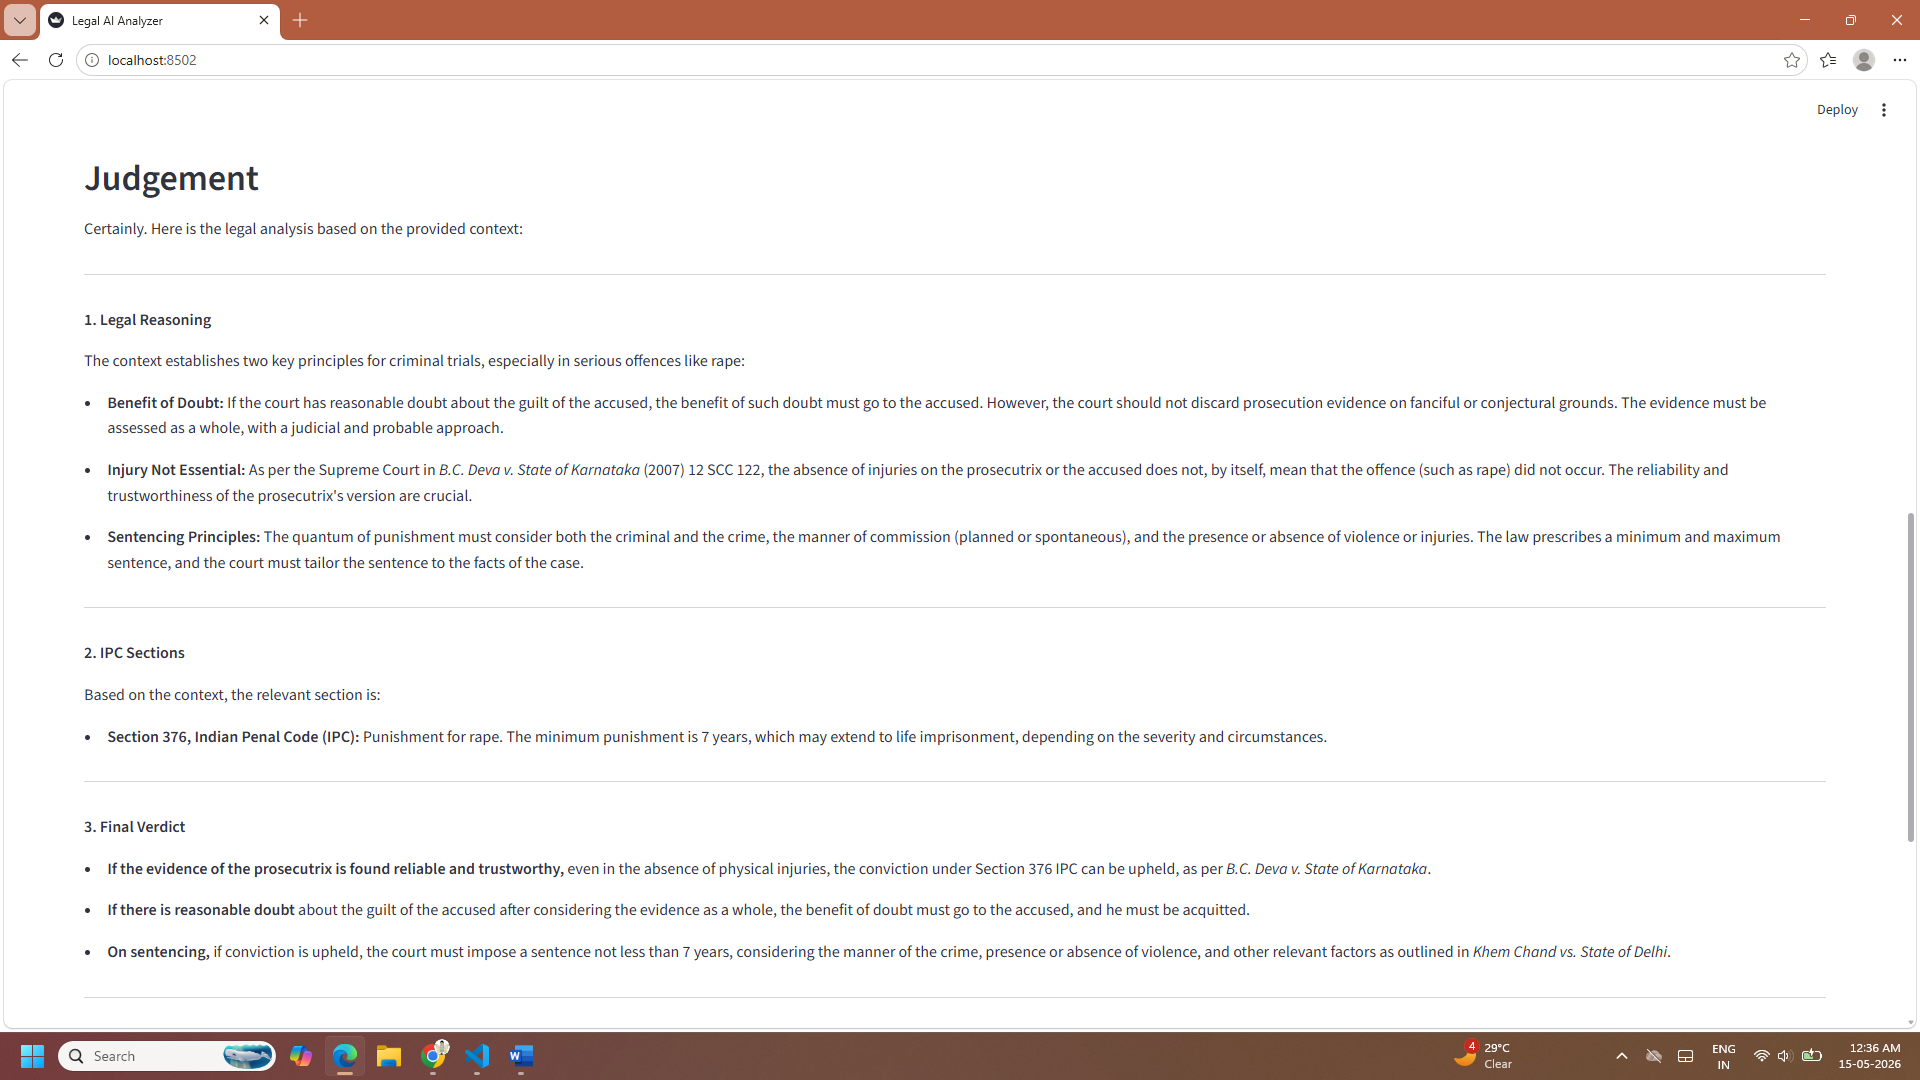 Legal AI Analyzer
localhost:8502
Deploy
Judgement
Certainly. Here is the legal analysis based on the provided context:
1. Legal Reasoning
The context establishes two key principles for criminal trials, especially in serious offences like rape:
• Benefit of Doubt: If the court has reasonable doubt about the guilt of the accused, the benefit of such doubt must go to the accused. However, the court should not discard prosecution evidence on fanciful or conjectural grounds. The evidence must be
assessed as a whole, with a judicial and probable approach.
• Injury Not Essential: As per the Supreme Court in B.C. Deva v. State of Karnataka (2007) 12 SCC 122, the absence of injuries on the prosecutrix or the accused does not, by itself, mean that the offence (such as rape) did not occur. The reliability and
trustworthiness of the prosecutrix's version are crucial.
• Sentencing Principles: The quantum of punishment must consider both the criminal and the crime, the manner of commission (planned or spontaneous), and the presence or absence of violence or injuries. The law prescribes a minimum and maximum
sentence, and the court must tailor the sentence to the facts of the case.
2. IPC Sections
Based on the context, the relevant section is:
• Section 376, Indian Penal Code (IPC): Punishment for rape. The minimum punishment is 7 years, which may extend to life imprisonment, depending on the severity and circumstances.
3. Final Verdict
• If the evidence of the prosecutrix is found reliable and trustworthy, even in the absence of physical injuries, the conviction under Section 376 IPC can be upheld, as per B.C. Deva v. State of Karnataka.
• If there is reasonable doubt about the guilt of the accused after considering the evidence as a whole, the benefit of doubt must go to the accused, and he must be acquitted.
• On sentencing, if conviction is upheld, the court must impose a sentence not less than 7 years, considering the manner of the crime, presence or absence of violence, and other relevant factors as outlined in Khem Chand vs. State of Delhi.
Search
4
29°C
Clear
ENG
IN
12:36 AM
15-05-2026